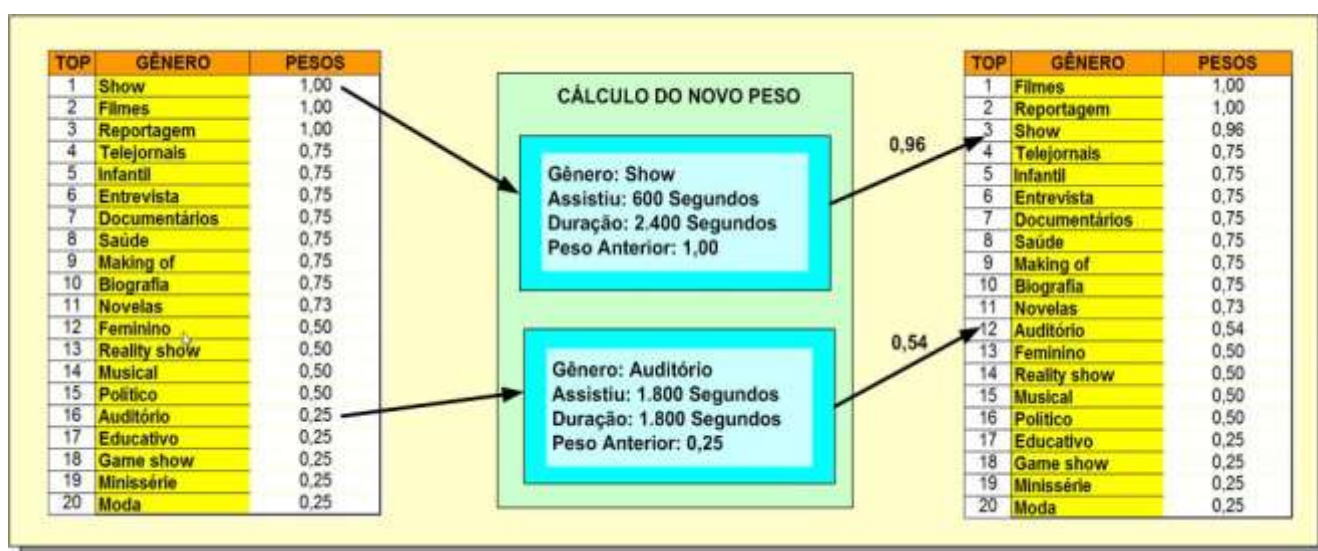 TOP GÊNERO PESOS
1 Show 1,00
2 Filmes 1,00
3 Reportagem 1,00
4 Telejornais 0,75
5 Infantil 0,75
6 Entrevista 0,75
7 Documentários 0,75
8 Saúde 0,75
9 Making of 0,75
10 Biografia 0,75
11 Novelas 0,73
12 Feminino 0,50
13 Reality show 0,50
14 Musical 0,50
15 Político 0,50
16 Auditório 0,25
17 Educativo 0,25
18 Game show 0,25
19 Minissérie 0,25
20 Moda 0,25
CÁLCULO DO NOVO PESO
Gênero: Show
Assistiu: 600 Segundos
Duração: 2.400 Segundos
Peso Anterior: 1,00
0,96
Gênero: Auditório
Assistiu: 1.800 Segundos
Duração: 1.800 Segundos
Peso Anterior: 0,25
0,54
TOP GÊNERO PESOS
1 Filmes 1,00
2 Reportagem 1,00
3 Show 0,96
4 Telejornais 0,75
5 Infantil 0,75
6 Entrevista 0,75
7 Documentários 0,75
8 Saúde 0,75
9 Making of 0,75
10 Biografia 0,75
11 Novelas 0,73
12 Auditório 0,54
13 Feminino 0,50
14 Reality show 0,50
15 Musical 0,50
16 Político 0,50
17 Educativo 0,25
18 Game show 0,25
19 Minissérie 0,25
20 Moda 0,25